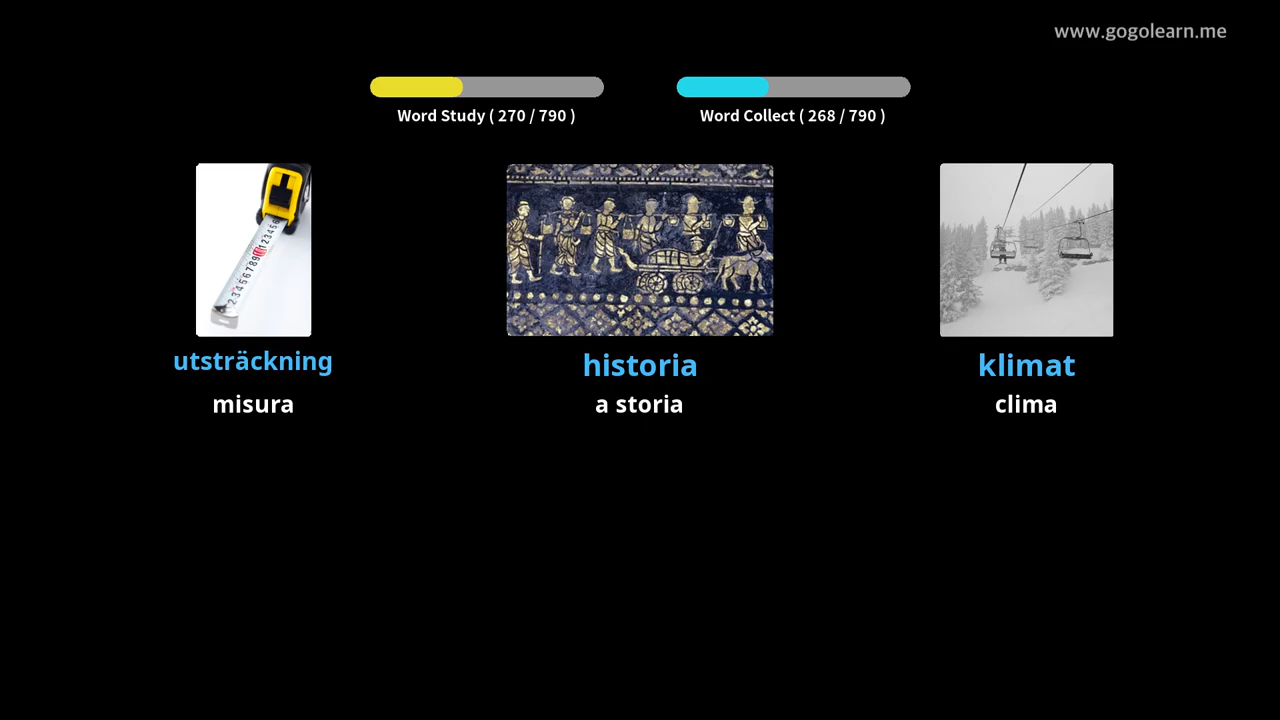 www.gogolearn.me
Word Study ( 270 / 790 )
Word Collect ( 268 / 790 )
utsträckning
historia
klimat
misura
a storia
clima